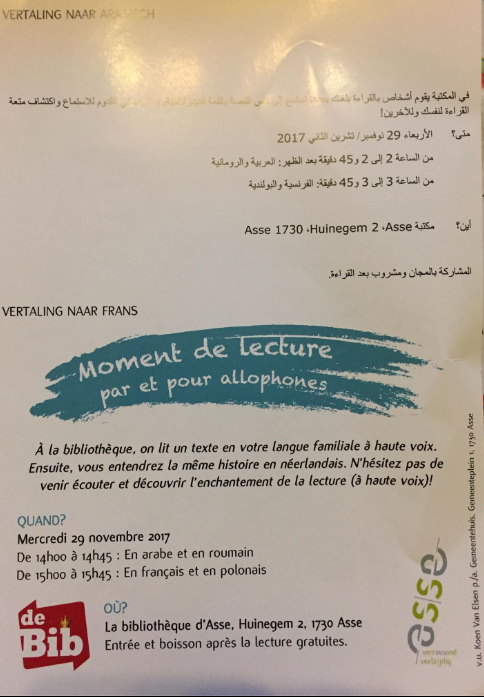 VERTALING NAAR ARABISCH
في المكتبة يقوم أشخاص بالقراءة بلغتك للاستماع واكتشاف متعة
القراءة لنفسك وللآخرين!
متى؟ الأربعاء 29 نوفمبر/ تشرين الثاني 2017
من الساعة 2 إلى 2 و45 دقيقة بعد الظهر: العربية والرومانية
من الساعة 3 إلى 3 و45 دقيقة: الفرنسية والبولندية
أين؟ مكتبة Asse، Huinegem 2، 1730 Asse
المشاركة بالمجان ومشروب بعد القراءة.
VERTALING NAAR FRANS
Moment de lecture
par et pour allophones
À la bibliothèque, on lit un texte en votre langue familiale à haute voix.
Ensuite, vous entendrez la même histoire en néerlandais. N'hésitez pas de
venir écouter et découvrir l'enchantement de la lecture (à haute voix)!
QUAND?
Mercredi 29 novembre 2017
De 14h00 à 14h45 : En arabe et en roumain
De 15h00 à 15h45 : En français et en polonais
OÙ?
La bibliothèque d'Asse, Huinegem 2, 1730 Asse
Entrée et boisson après la lecture gratuites.
de
Bib
asse
verrassend
veelzijdig
v.u. Koen Van Elsen p./a. Gemeentehuis, Gemeenteplein 1, 1730 Asse